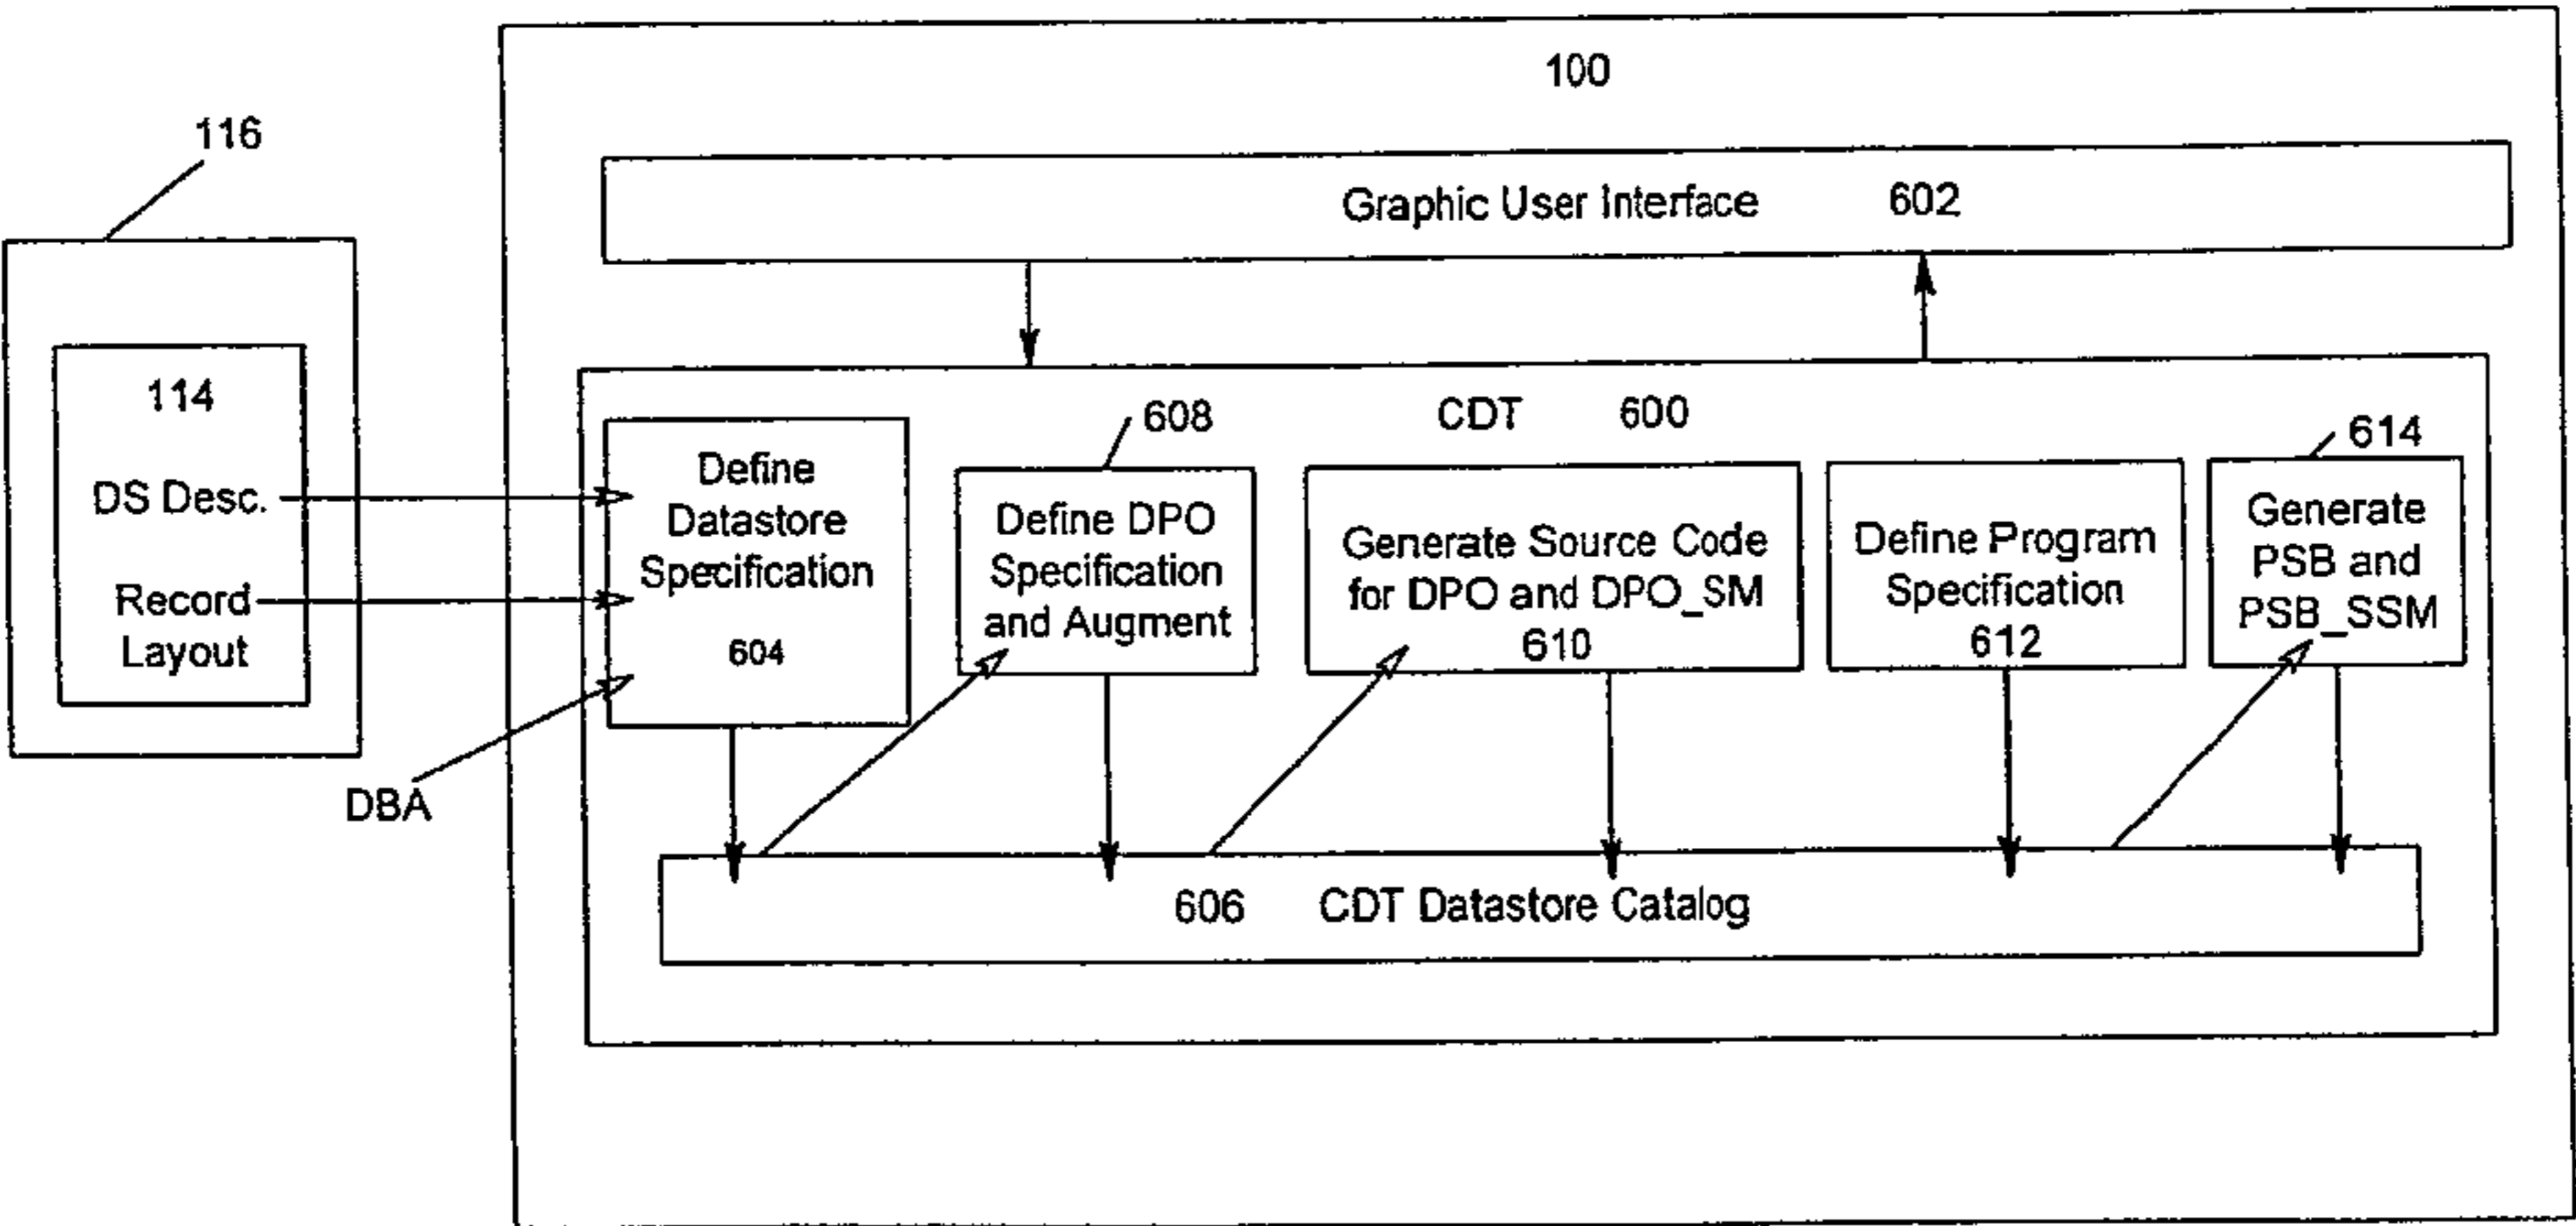 100
116
Graphic User Interface 602
114
DS Desc.
Record
Layout
DBA
CDT 600
Define
Datastore
Specification
604
608
Define DPO
Specification
and Augment
Generate Source Code
for DPO and DPO_SM
610
Define Program
Specification
612
614
Generate
PSB and
PSB_SSM
606 CDT Datastore Catalog